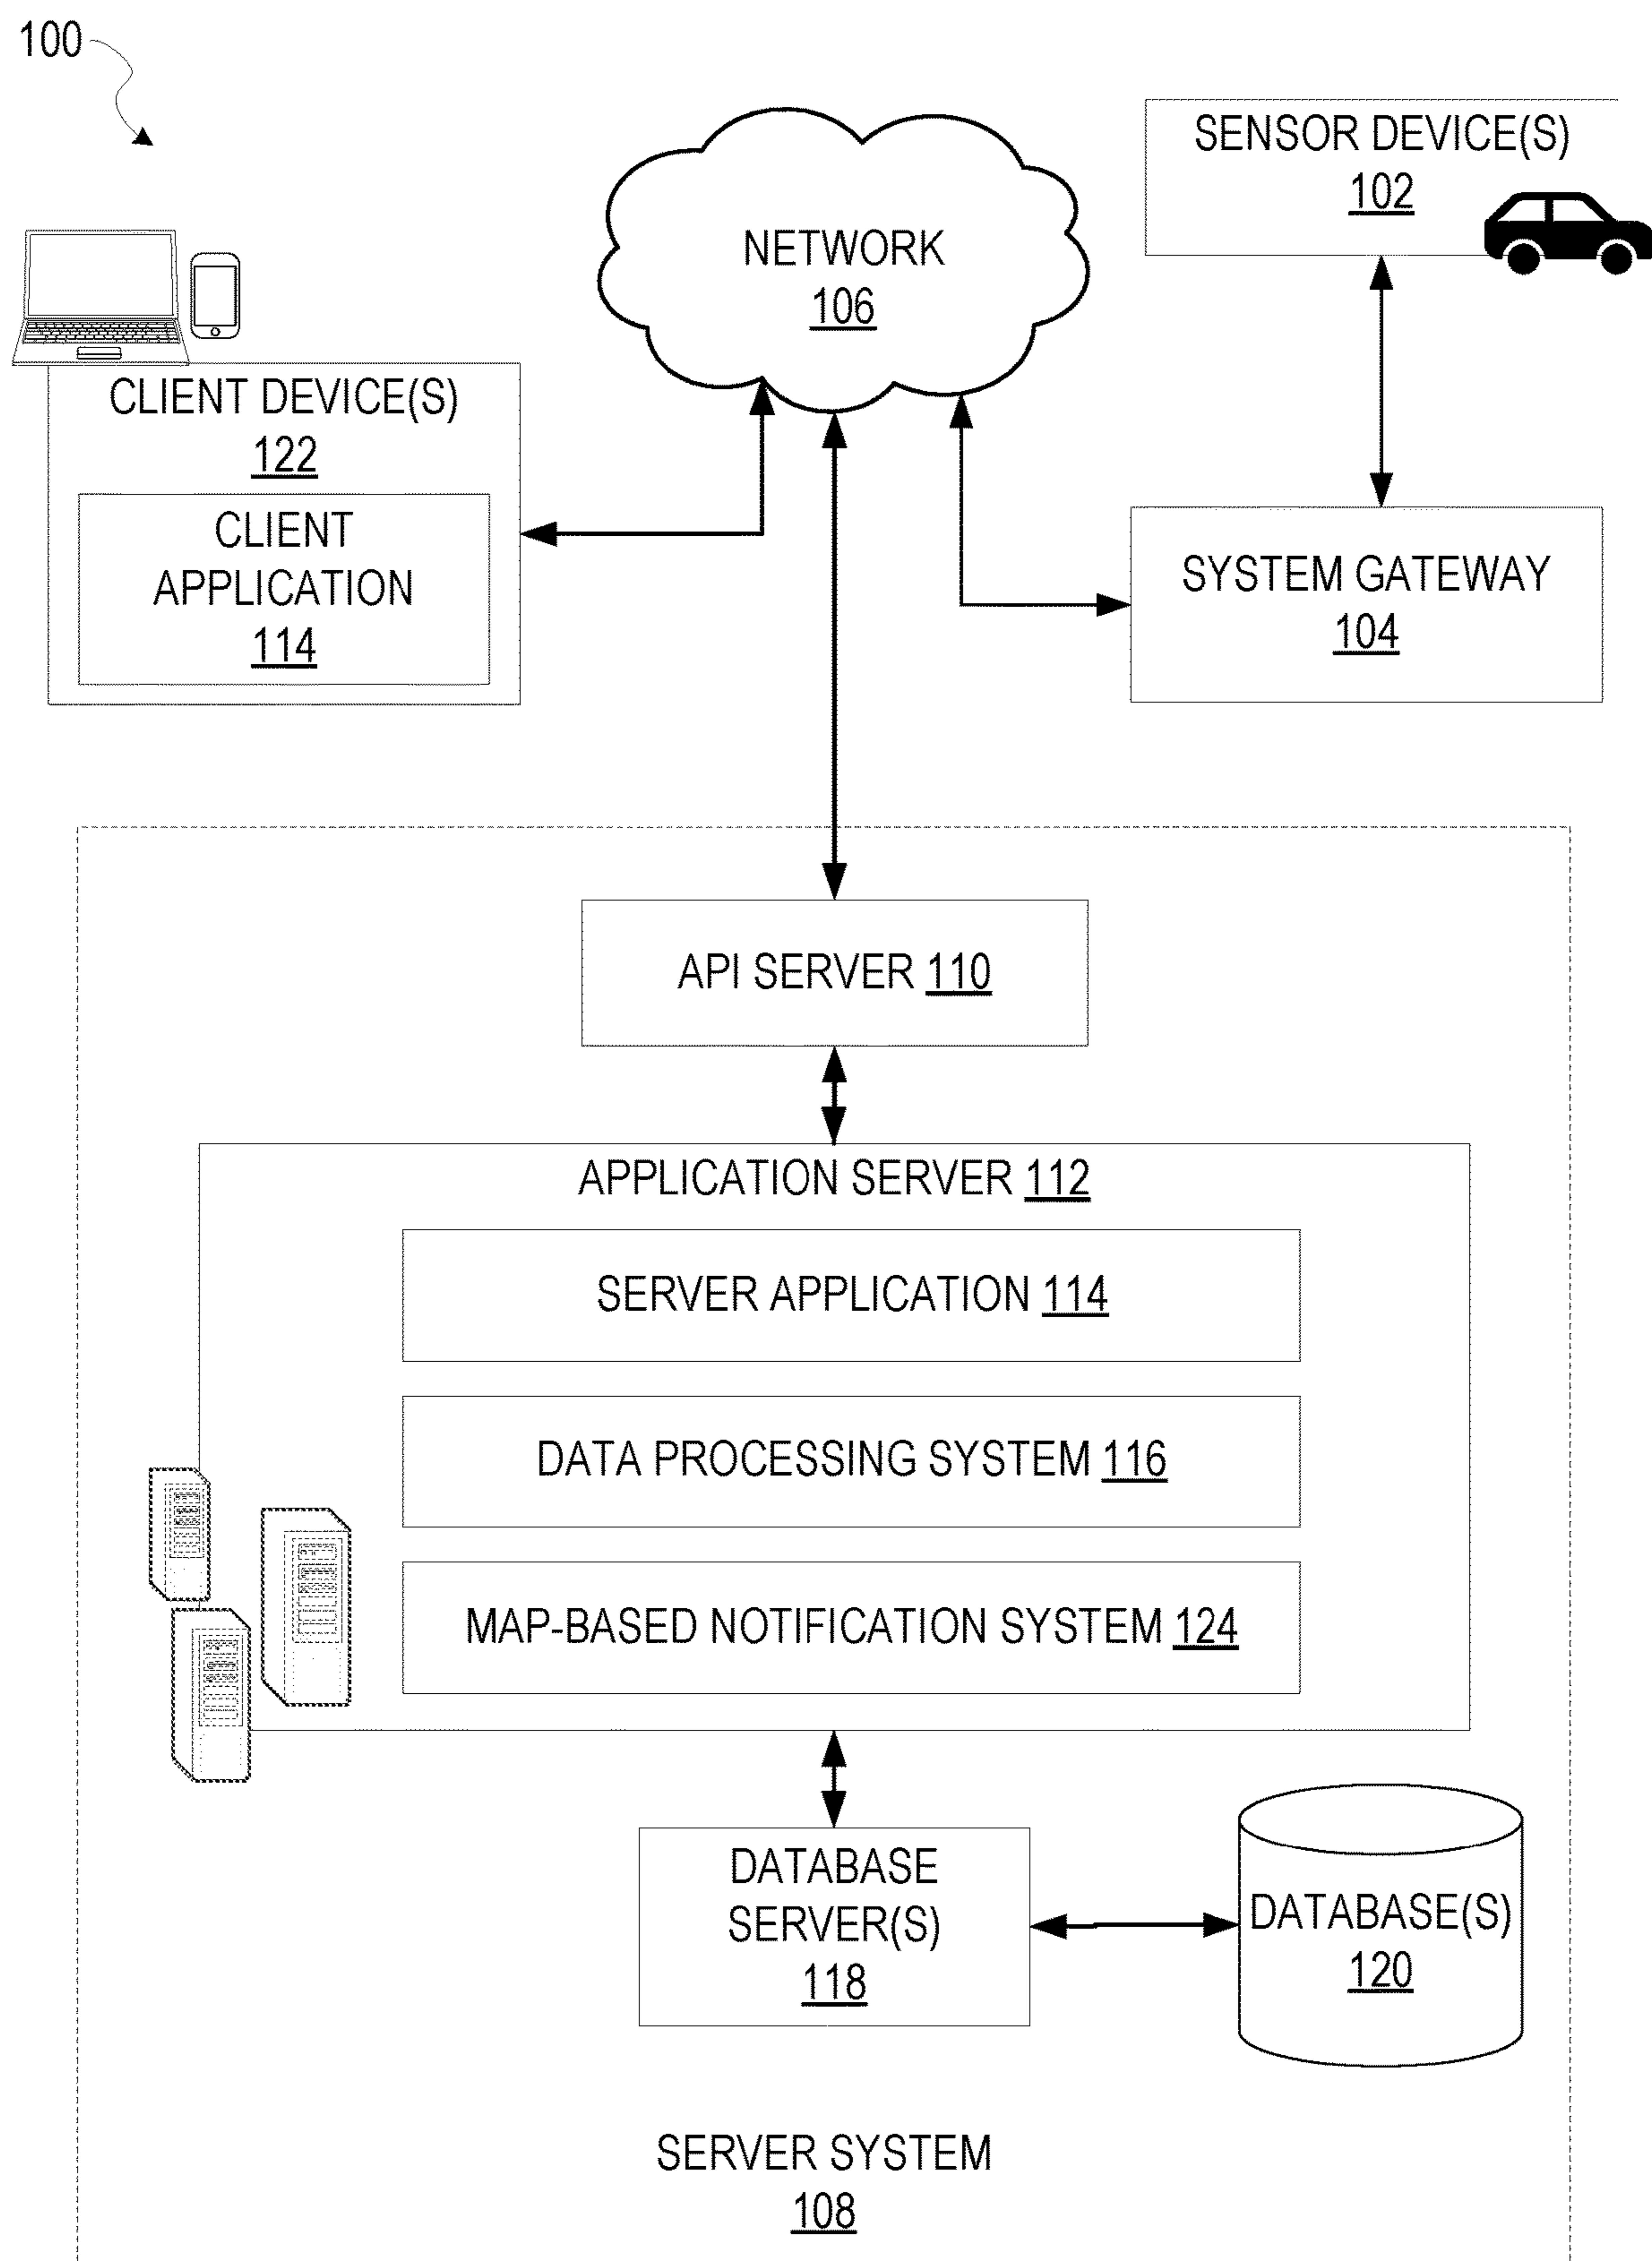 100
NETWORK
106
SENSOR DEVICE(S)
102
CLIENT DEVICE(S)
122
CLIENT
APPLICATION
114
SYSTEM GATEWAY
104
API SERVER 110
APPLICATION SERVER 112
SERVER APPLICATION 114
DATA PROCESSING SYSTEM 116
MAP-BASED NOTIFICATION SYSTEM 124
DATABASE
SERVER(S)
118
DATABASE(S)
120
SERVER SYSTEM
108